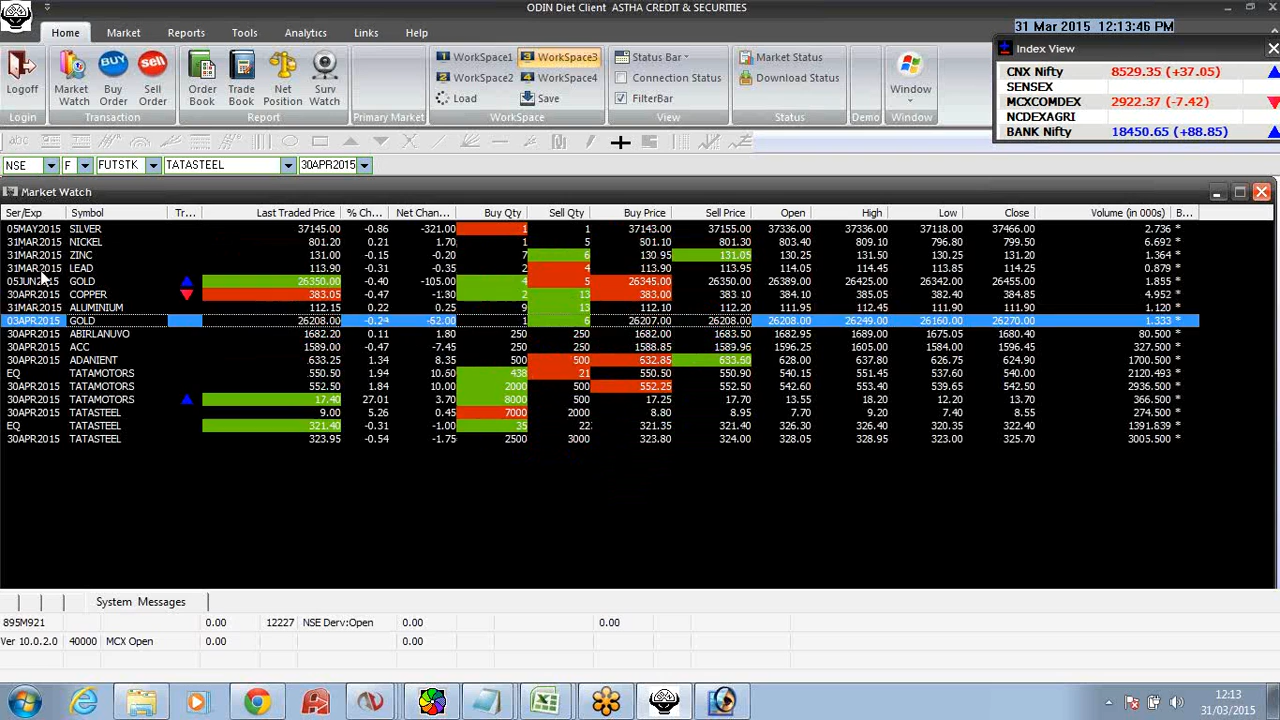 ODIN Diet Client ASTHA CREDIT & SECURITIES
31 Mar 2015 12:13:46 PM
Home Market Reports Tools Analytics Links Help
Index View
CNX Nifty 8529.35 (+37.05)
SENSEX
MCXCOMDEX 2922.37 (-7.42)
NCDEXAGRI
BANK Nifty 18450.65 (+88.85)
Logoff Market Watch BUY Buy Order sell Sell Order Order Book Trade Book Net Position Surv Watch
1 WorkSpace1 3 WorkSpace3 Status Bar Market Status
2 WorkSpace2 4 WorkSpace4 Connection Status Download Status Window
Load Save FilterBar
Login Transaction Report Primary Market WorkSpace View Status Demo Window
abc
NSE F FUTSTK TATASTEEL 30APR2015
Market Watch
Ser/Exp Symbol Tr... Last Traded Price % Ch... Net Chan... Buy Qty Sell Qty Buy Price Sell Price Open High Low Close Volume (in 000s) B...
05MAY2015 SILVER 37145.00 -0.86 -321.00 1 1 37143.00 37155.00 37336.00 37336.00 37118.00 37466.00 2.736 *
31MAR2015 NICKEL 801.20 0.21 1.70 1 5 501.10 801.30 803.40 809.10 796.80 799.50 6.692 *
31MAR2015 ZINC 131.00 -0.15 -0.20 7 6 130.95 131.05 130.25 131.50 130.25 131.20 1.364 *
31MAR2015 LEAD 113.90 -0.31 -0.35 2 4 113.90 114.05 114.00 114.20 113.85 114.25 0.879 *
05JUN2015 GOLD 26350.00 -0.40 -105.00 4 5 26345.00 26350.00 26389.00 26425.00 26342.00 26455.00 1.855 *
30APR2015 COPPER 383.05 -0.47 -1.80 2 13 383.00 383.10 384.10 385.05 382.40 384.85 4.952 *
31MAR2015 ALUMINIUM 112.15 0.22 0.25 9 13 112.10 112.20 111.95 112.45 111.90 111.90 1.120 *
03APR2015 GOLD 26208.00 -0.24 -62.00 1 6 26207.00 26208.00 26208.00 26249.00 26160.00 26270.00 1.333 *
30APR2015 ABIRLANUVO 1682.20 0.11 1.80 250 250 1682.00 1683.50 1682.95 1688.00 1675.05 1680.40 80.500 *
30APR2015 ACC 1589.00 -0.47 -7.45 250 250 1588.85 1589.95 1596.25 1605.00 1584.00 1596.45 327.500 *
30APR2015 ADANIENT 633.25 1.34 8.35 500 500 632.85 633.60 628.00 637.80 626.75 624.90 1700.500 *
EQ TATAMOTORS 550.50 1.94 10.60 438 21 550.50 550.90 540.15 551.45 537.60 540.00 2120.493 *
30APR2015 TATAMOTORS 552.50 1.84 10.00 2000 500 552.25 552.50 542.60 553.40 539.65 542.50 2636.500 *
30APR2015 TATAMOTORS 17.40 27.01 3.70 8000 500 17.25 17.70 13.55 18.20 12.20 13.70 366.500 *
30APR2015 TATASTEEL 9.00 5.26 0.45 7000 2000 8.80 8.95 7.70 9.20 7.40 8.55 274.500 *
EQ TATASTEEL 321.40 -0.31 -1.00 35 22 321.35 321.40 326.30 326.40 320.35 322.40 1391.839 *
30APR2015 TATASTEEL 323.95 -0.54 -1.75 2500 3000 323.80 324.00 328.05 328.95 323.00 325.70 3005.500 *
System Messages
895M921 0.00 12227 NSE Derv:Open 0.00 0.00
Ver 10.0.2.0 40000 MCX Open 0.00 0.00
12:13
31/03/2015